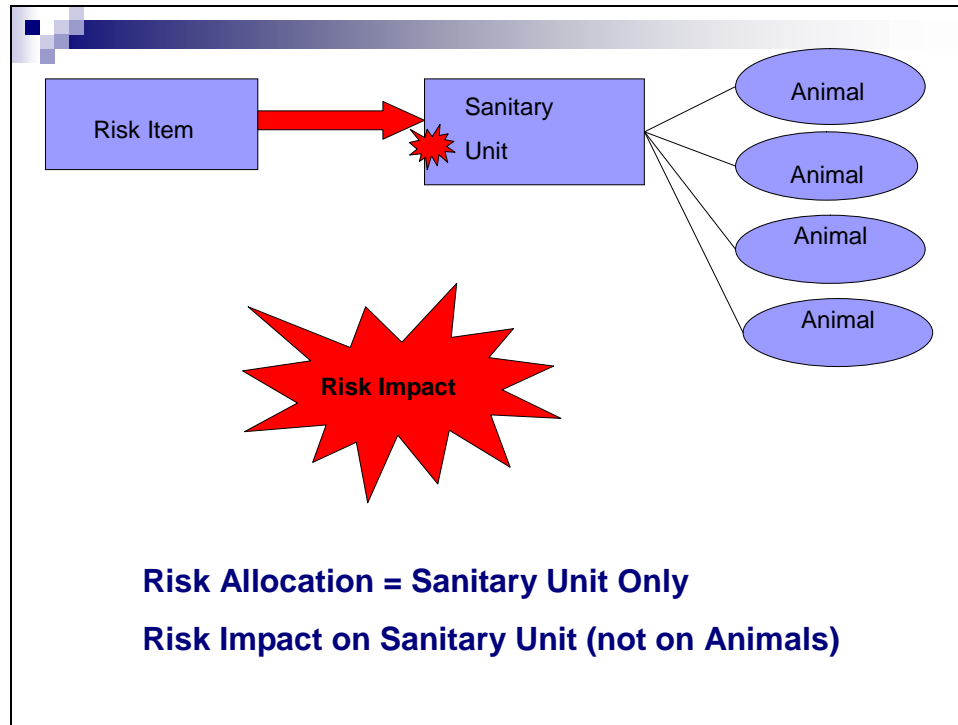 Risk Item
Sanitary
Unit
Animal
Animal
Animal
Animal
Risk Impact
Risk Allocation = Sanitary Unit Only
Risk Impact on Sanitary Unit (not on Animals)